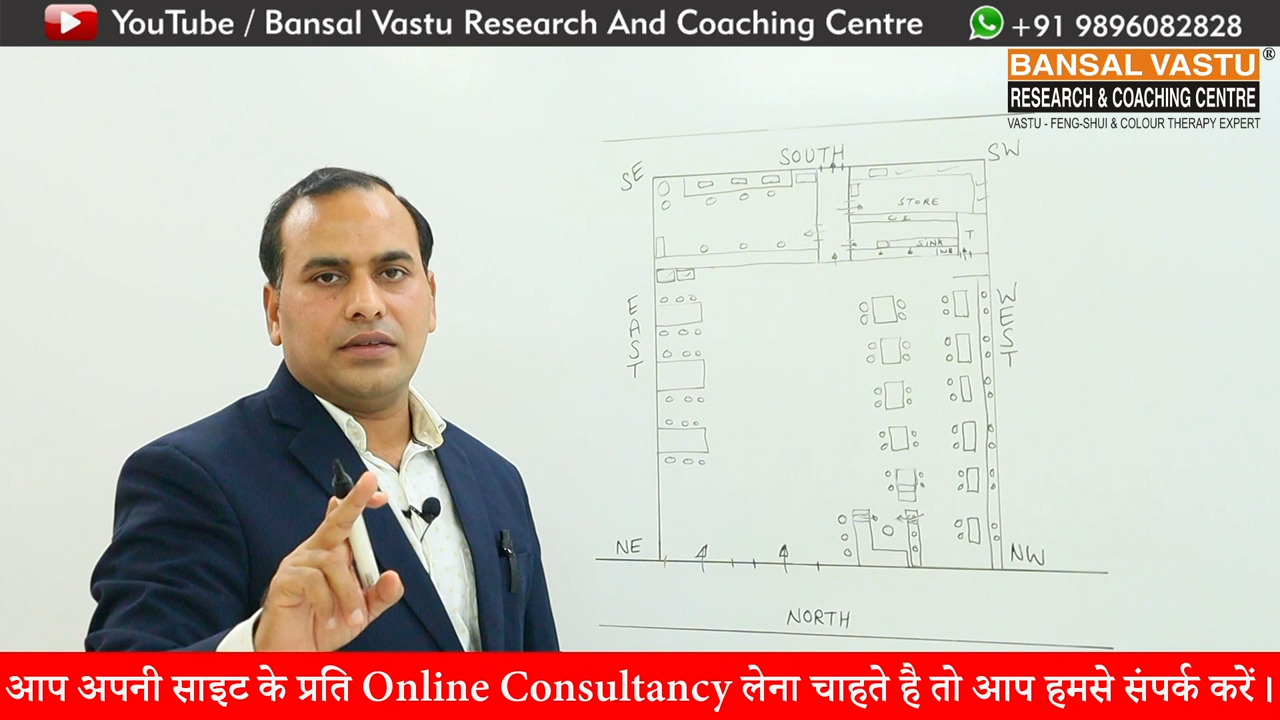 YouTube / Bansal Vastu Research And Coaching Centre
+91 9896082828
BANSAL VASTU®
RESEARCH & COACHING CENTRE
VASTU - FENG-SHUI & COLOUR THERAPY EXPERT
SE
SOUTH
SW
STORE
SINK
T
EAST
WEST
NE
NW
NORTH
आप अपनी साइट के प्रति Online Consultancy लेना चाहते है तो आप हमसे संपर्क करें।